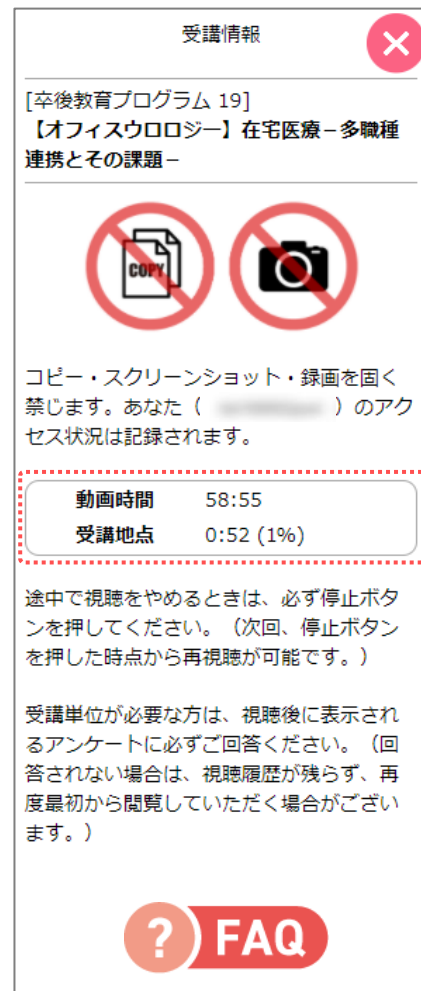 受講情報
[卒後教育プログラム 19]
【オフィスウロロジー】在宅医療－多職種
連携とその課題－
COPY
コピー・スクリーンショット・録画を固く
禁じます。あなた（ ）のアク
セス状況は記録されます。
動画時間 58:55
受講地点 0:52 (1%)
途中で視聴をやめるときは、必ず停止ボタ
ンを押してください。（次回、停止ボタン
を押した時点から再視聴が可能です。）
受講単位が必要な方は、視聴後に表示され
るアンケートに必ずご回答ください。（回
答されない場合は、視聴履歴が残らず、再
度最初から閲覧していただく場合がござい
ます。）
? FAQ